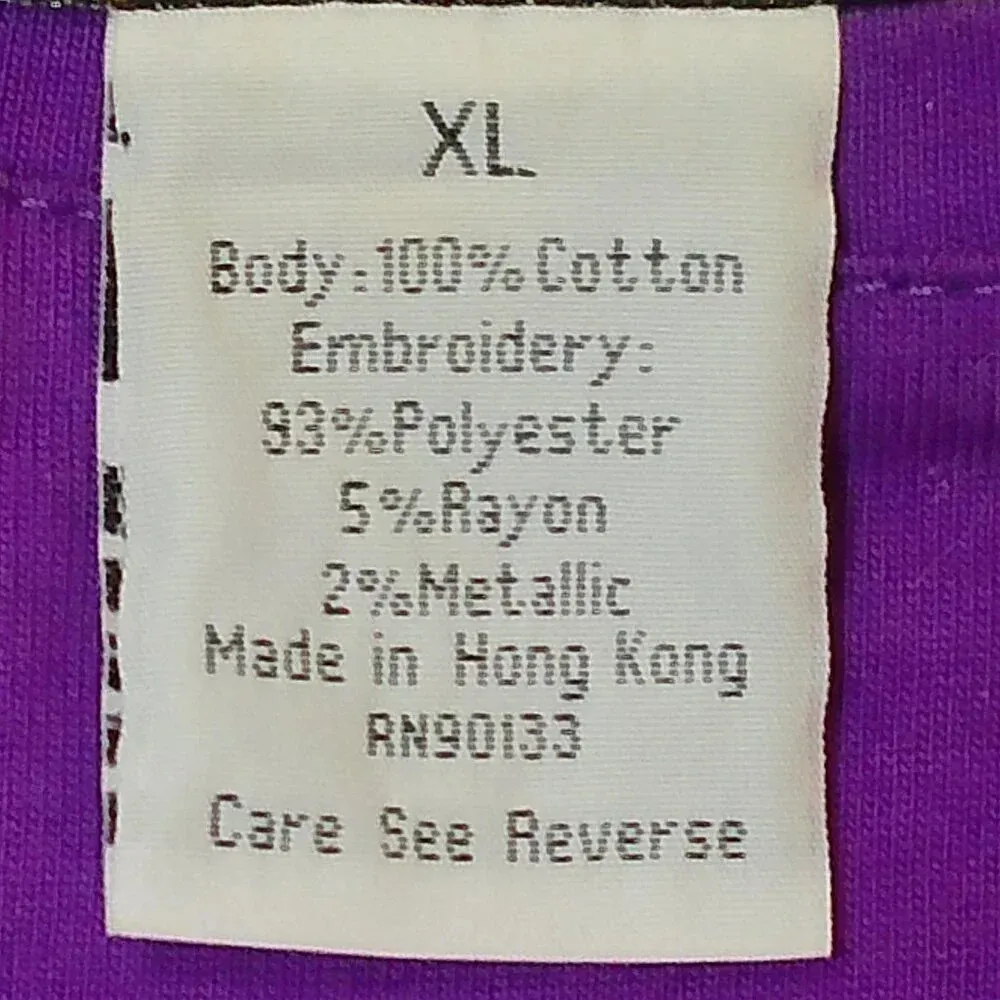 XL
Body:100%Cotton
Embroidery:
93%Polyester
5%Rayon
2%Metallic
Made in Hong Kong
RN90133
Care See Reverse